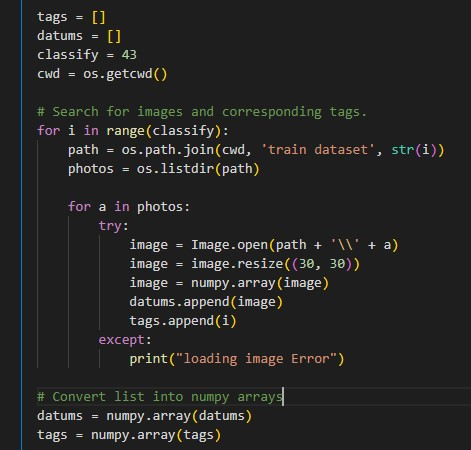 tags = []
datums = []
classify = 43
cwd = os.getcwd()
# Search for images and corresponding tags.
for i in range(classify):
    path = os.path.join(cwd, 'train dataset', str(i))
    photos = os.listdir(path)
    for a in photos:
        try:
            image = Image.open(path + '\\' + a)
            image = image.resize((30, 30))
            image = numpy.array(image)
            datums.append(image)
            tags.append(i)
        except:
            print("loading image Error")
# Convert list into numpy arrays
datums = numpy.array(datums)
tags = numpy.array(tags)